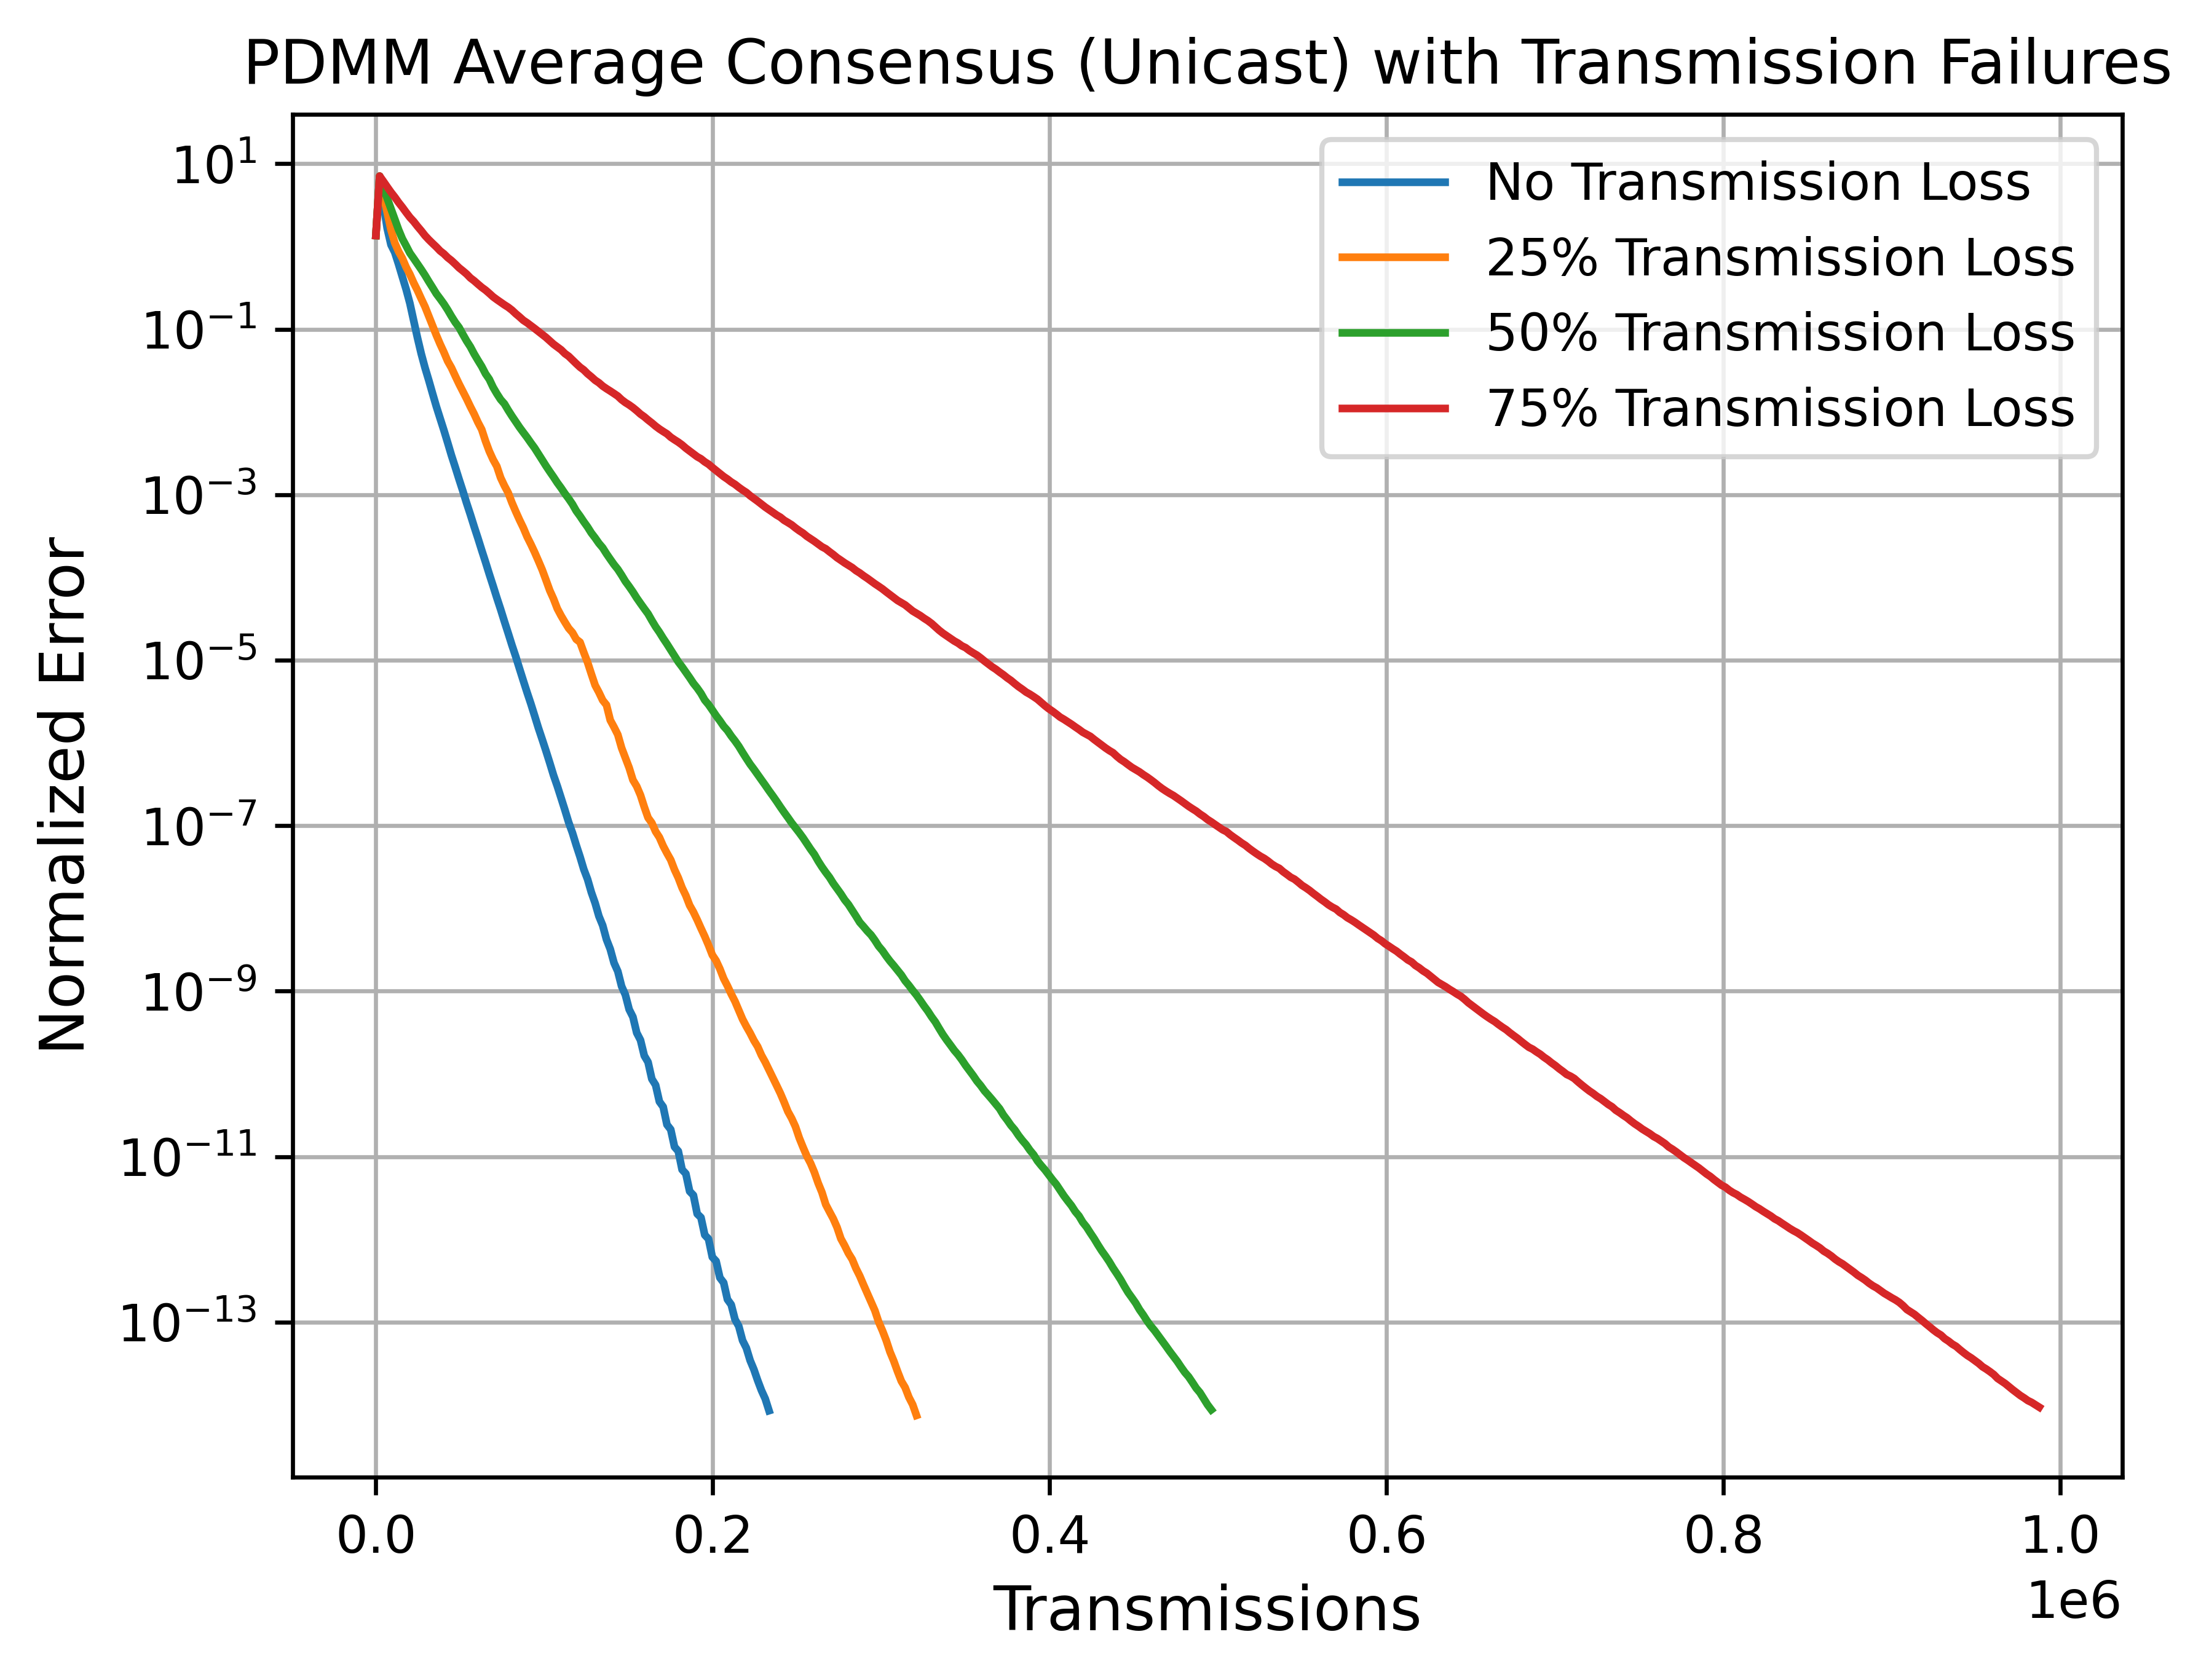 PDMM Average Consensus (Unicast) with Transmission Failures
No Transmission Loss
25% Transmission Loss
50% Transmission Loss
75% Transmission Loss
Normalized Error
10^1
10^−1
10^−3
10^−5
10^−7
10^−9
10^−11
10^−13
0.0 0.2 0.4 0.6 0.8 1.0
1e6
Transmissions